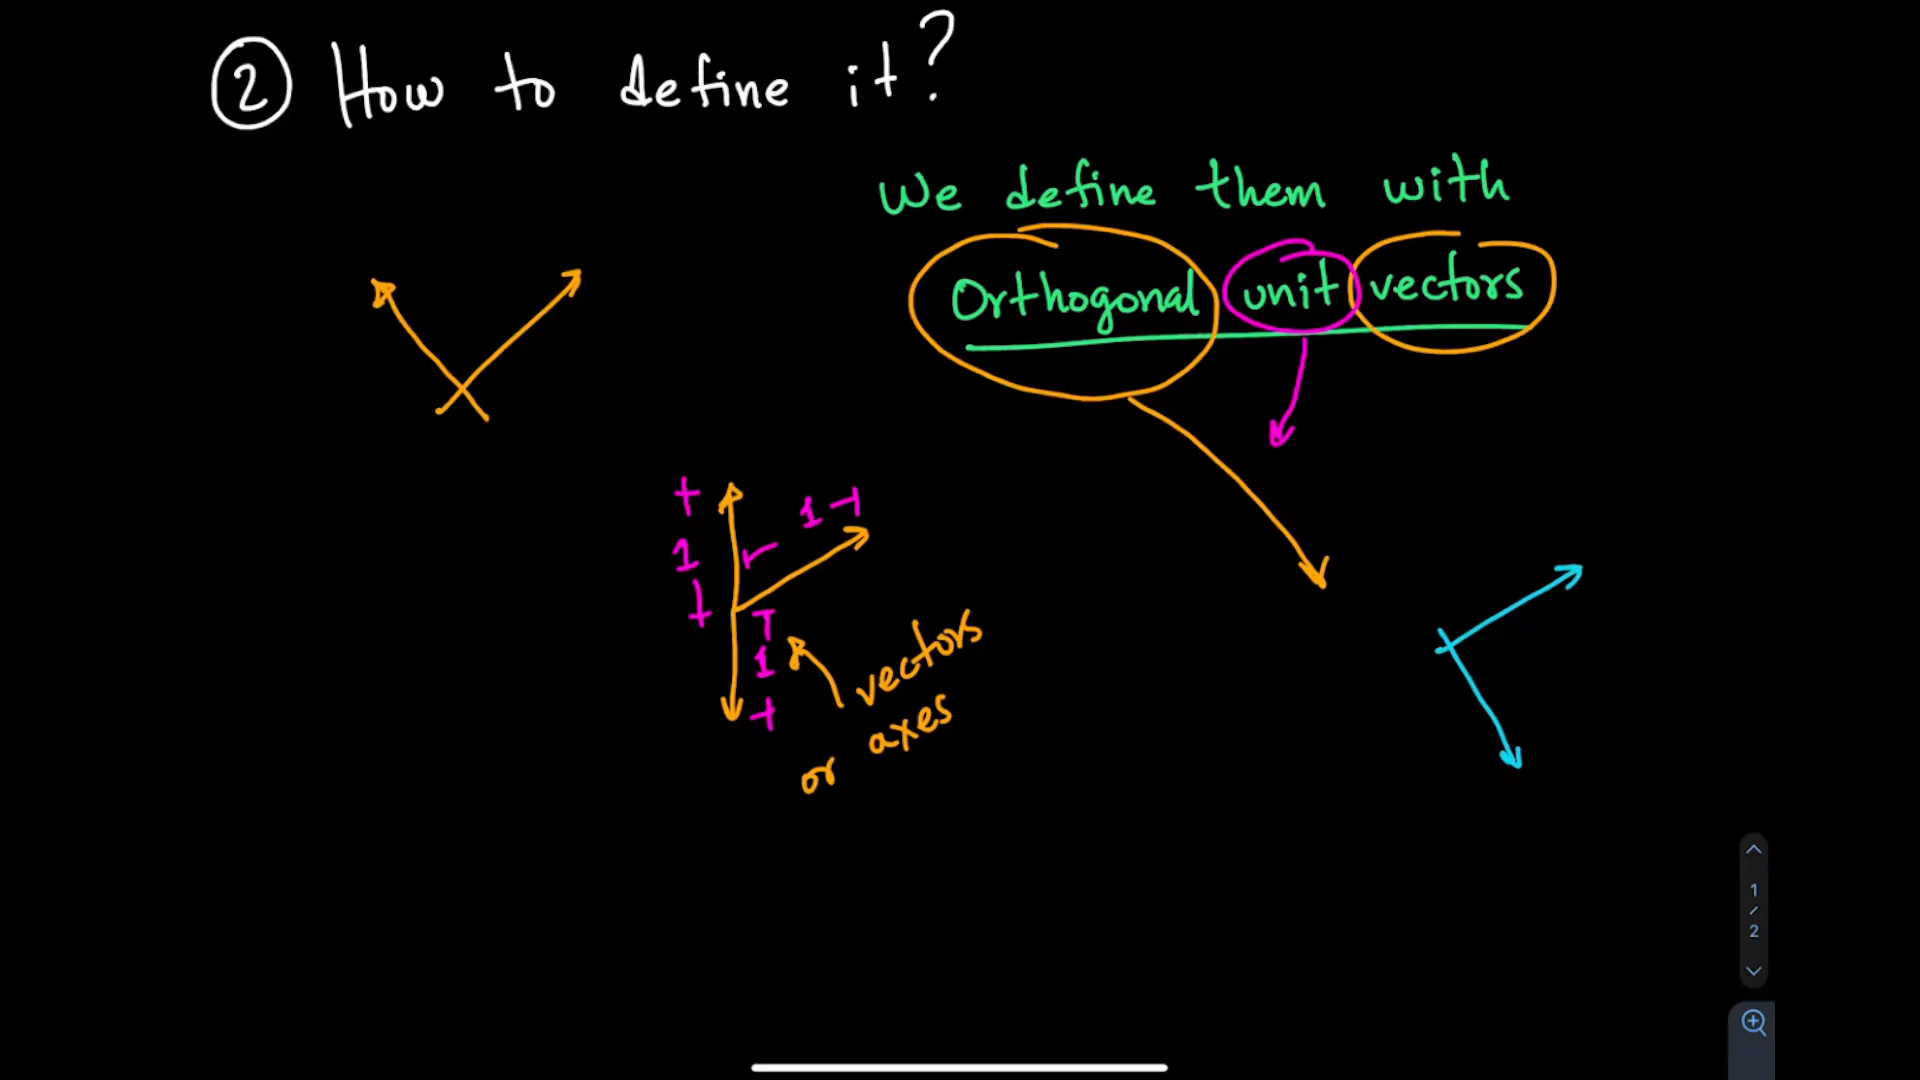 ② How to define it?
We define them with
Orthogonal unit vectors
1
1
1
vectors
or axes
1
/
2